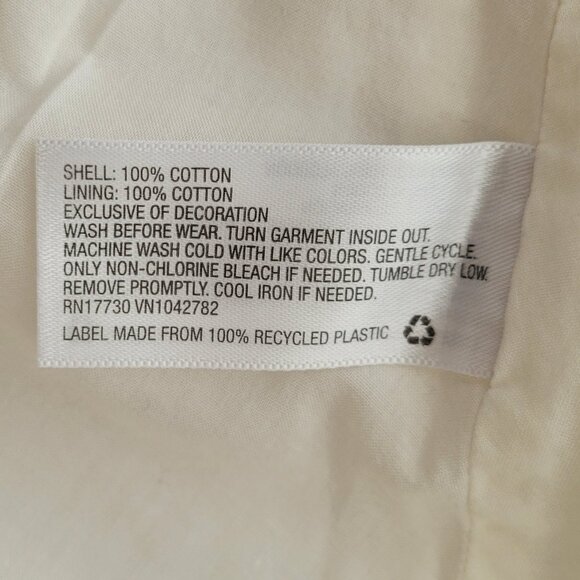 SHELL: 100% COTTON
LINING: 100% COTTON
EXCLUSIVE OF DECORATION
WASH BEFORE WEAR. TURN GARMENT INSIDE OUT.
MACHINE WASH COLD WITH LIKE COLORS. GENTLE CYCLE.
ONLY NON-CHLORINE BLEACH IF NEEDED. TUMBLE DRY LOW.
REMOVE PROMPTLY. COOL IRON IF NEEDED.
RN17730 VN1042782
LABEL MADE FROM 100% RECYCLED PLASTIC